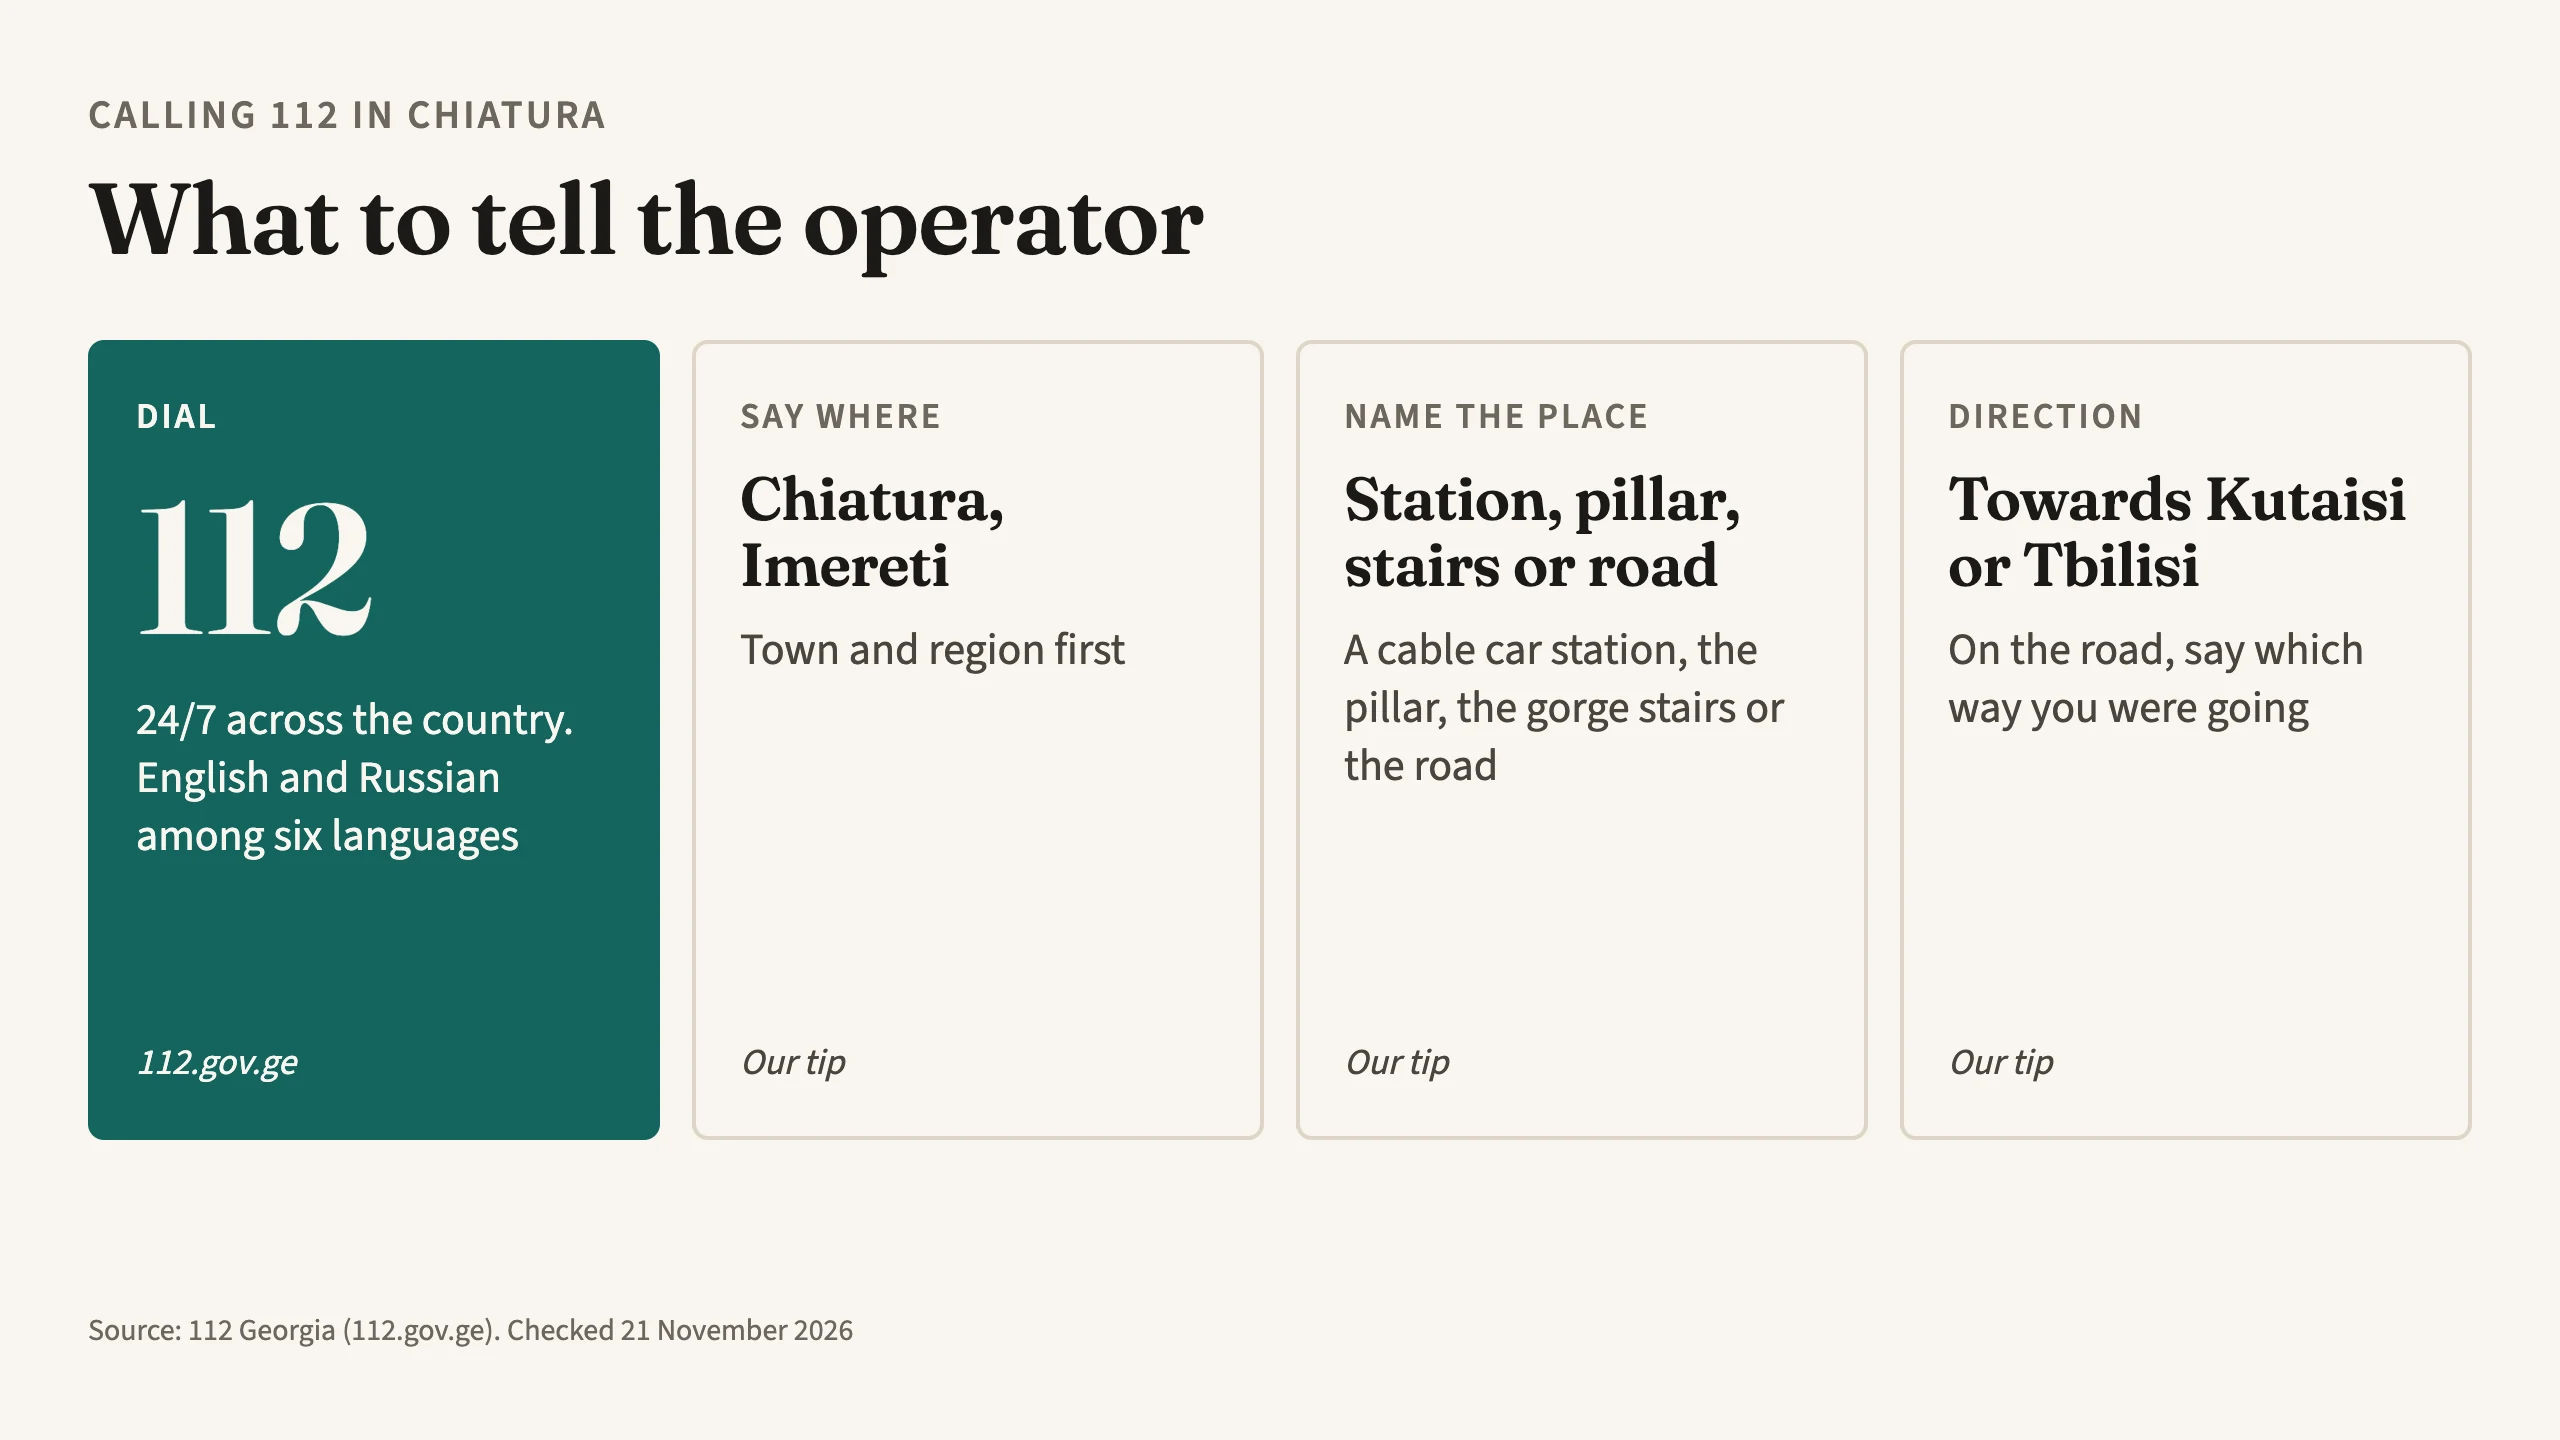 CALLING 112 IN CHIATURA
What to tell the operator
DIAL
112
24/7 across the country.
English and Russian
among six languages
112.gov.ge
SAY WHERE
Chiatura,
Imereti
Town and region first
Our tip
NAME THE PLACE
Station, pillar,
stairs or road
A cable car station, the
pillar, the gorge stairs or
the road
Our tip
DIRECTION
Towards Kutaisi
or Tbilisi
On the road, say which
way you were going
Our tip
Source: 112 Georgia (112.gov.ge). Checked 21 November 2026